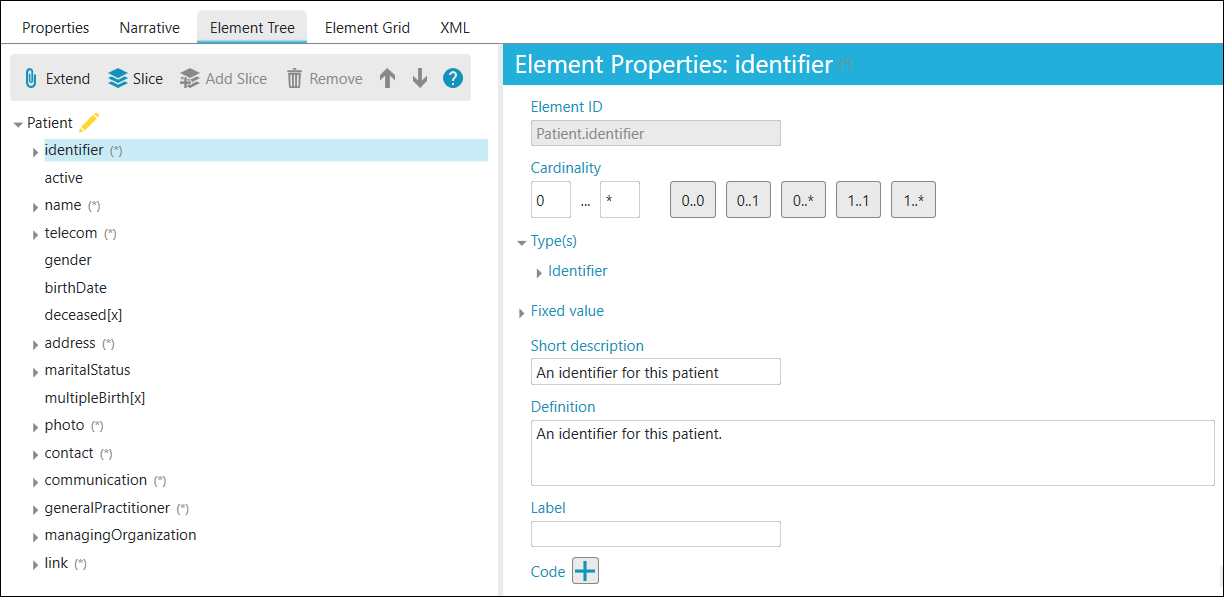 Properties Narrative Element Tree Element Grid XML
Extend Slice Add Slice Remove ?
Patient
identifier (*)
active
name (*)
telecom (*)
gender
birthDate
deceased[x]
address (*)
maritalStatus
multipleBirth[x]
photo (*)
contact (*)
communication (*)
generalPractitioner (*)
managingOrganization
link (*)
Element Properties: identifier (*)
Element ID
Patient.identifier
Cardinality
0 ... * 0..0 0..1 0..* 1..1 1..*
Type(s)
Identifier
Fixed value
Short description
An identifier for this patient
Definition
An identifier for this patient.
Label
Code